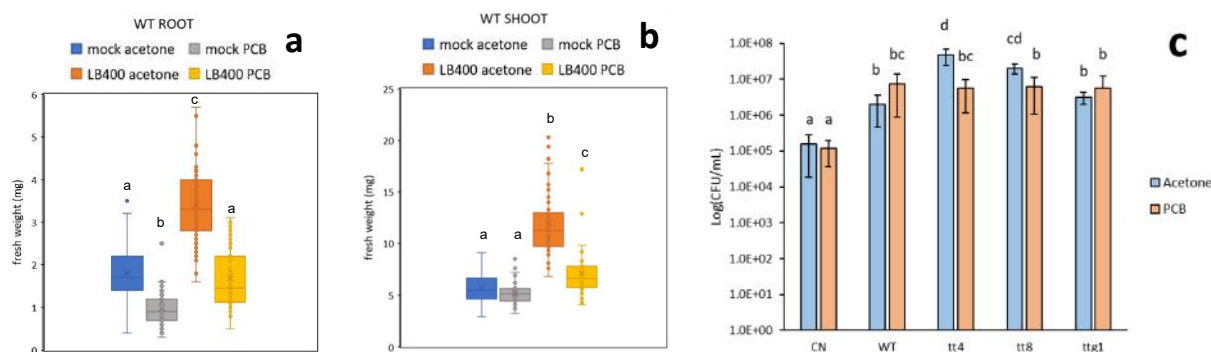 WT ROOT
a
mock acetone
mock PCB
LB400 acetone
LB400 PCB
fresh weight (mg)
6
5
4
3
2
1
0
a
b
c
a
WT SHOOT
b
mock acetone
mock PCB
LB400 acetone
LB400 PCB
fresh weight (mg)
25
20
15
10
5
0
a
a
b
c
c
Log(CFU/mL)
1.0E+09
1.0E+08
1.0E+07
1.0E+06
1.0E+05
1.0E+04
1.0E+03
1.0E+02
1.0E+01
1.0E+00
a a
b bc
d bc
cd b
b b
CN WT tt4 tt8 ttg1
Acetone
PCB